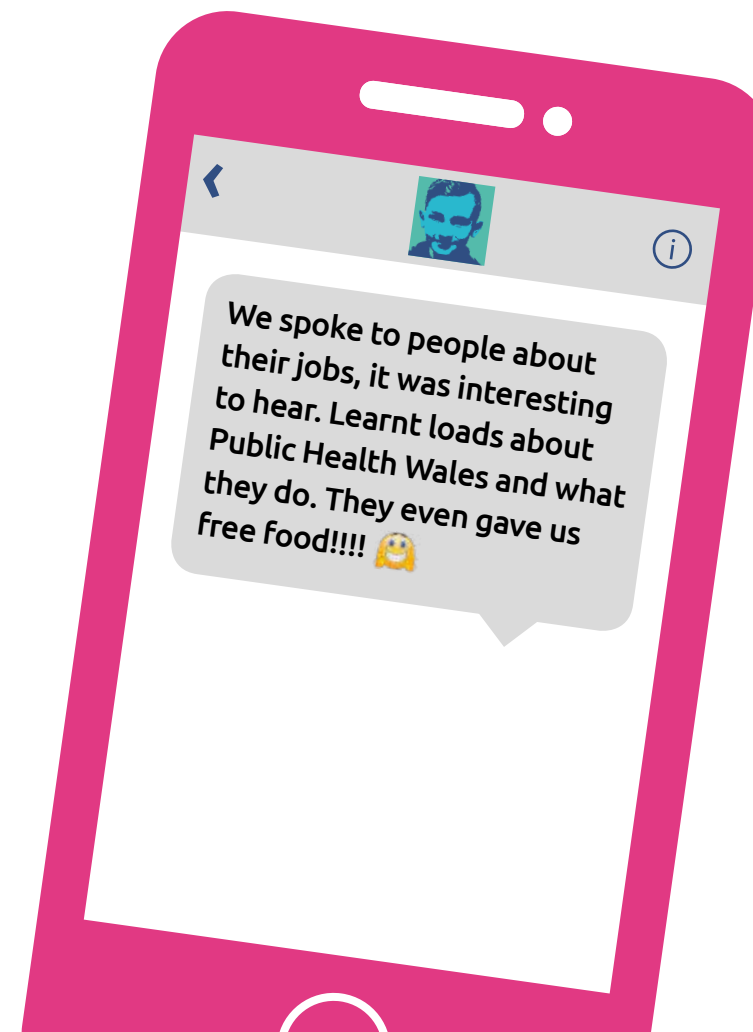 i
We spoke to people about
their jobs, it was interesting
to hear. Learnt loads about
Public Health Wales and what
they do. They even gave us
free food!!!!